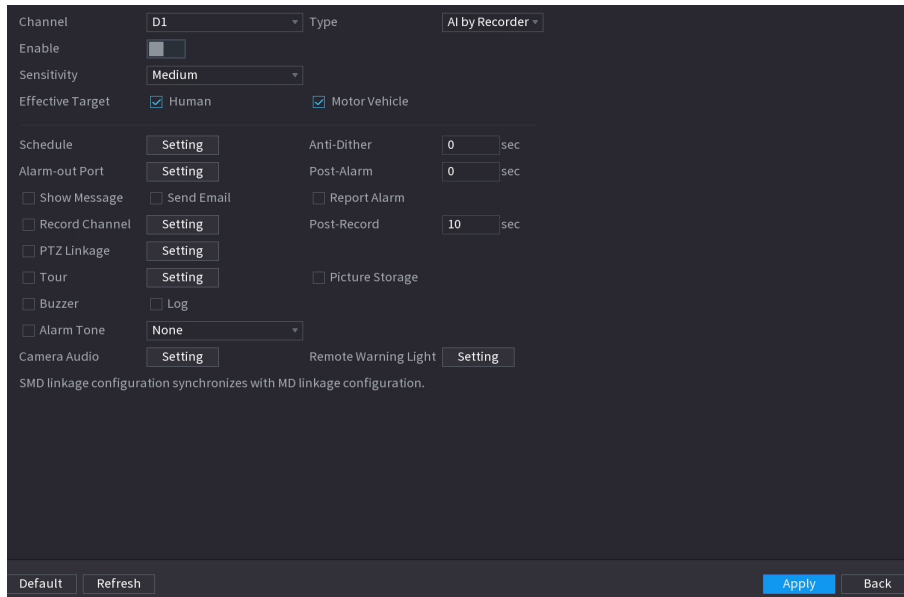 Channel D1 Type AI by Recorder
Enable
Sensitivity Medium
Effective Target Human Motor Vehicle
Schedule Setting Anti-Dither 0 sec
Alarm-out Port Setting Post-Alarm 0 sec
Show Message Send Email Report Alarm
Record Channel Setting Post-Record 10 sec
PTZ Linkage Setting
Tour Setting Picture Storage
Buzzer Log
Alarm Tone None
Camera Audio Setting Remote Warning Light Setting
SMD linkage configuration synchronizes with MD linkage configuration.
Default Refresh Apply Back